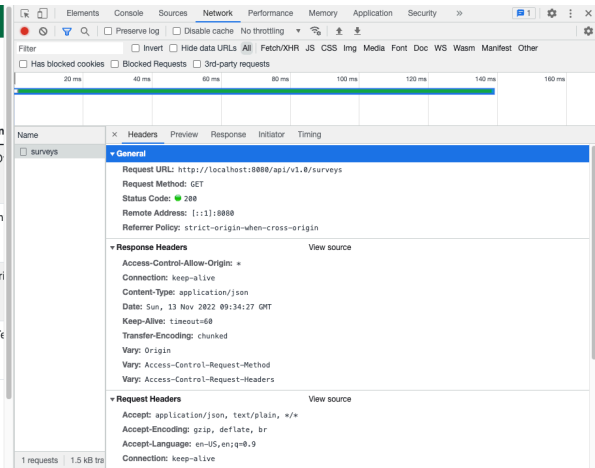 Elements Console Sources Network Performance Memory Application Security » 1
Preserve log Disable cache No throttling
Filter Invert Hide data URLs All Fetch/XHR JS CSS Img Media Font Doc WS Wasm Manifest Other
Has blocked cookies Blocked Requests 3rd-party requests
20 ms 40 ms 60 ms 80 ms 100 ms 120 ms 140 ms 160 ms
Name × Headers Preview Response Initiator Timing
surveys
General
Request URL: http://localhost:8080/api/v1.0/surveys
Request Method: GET
Status Code: 200
Remote Address: [::1]:8080
Referrer Policy: strict-origin-when-cross-origin
Response Headers View source
Access-Control-Allow-Origin: *
Connection: keep-alive
Content-Type: application/json
Date: Sun, 13 Nov 2022 09:34:27 GMT
Keep-Alive: timeout=60
Transfer-Encoding: chunked
Vary: Origin
Vary: Access-Control-Request-Method
Vary: Access-Control-Request-Headers
Request Headers View source
Accept: application/json, text/plain, */*
Accept-Encoding: gzip, deflate, br
Accept-Language: en-US,en;q=0.9
Connection: keep-alive
1 requests 1.5 kB tra